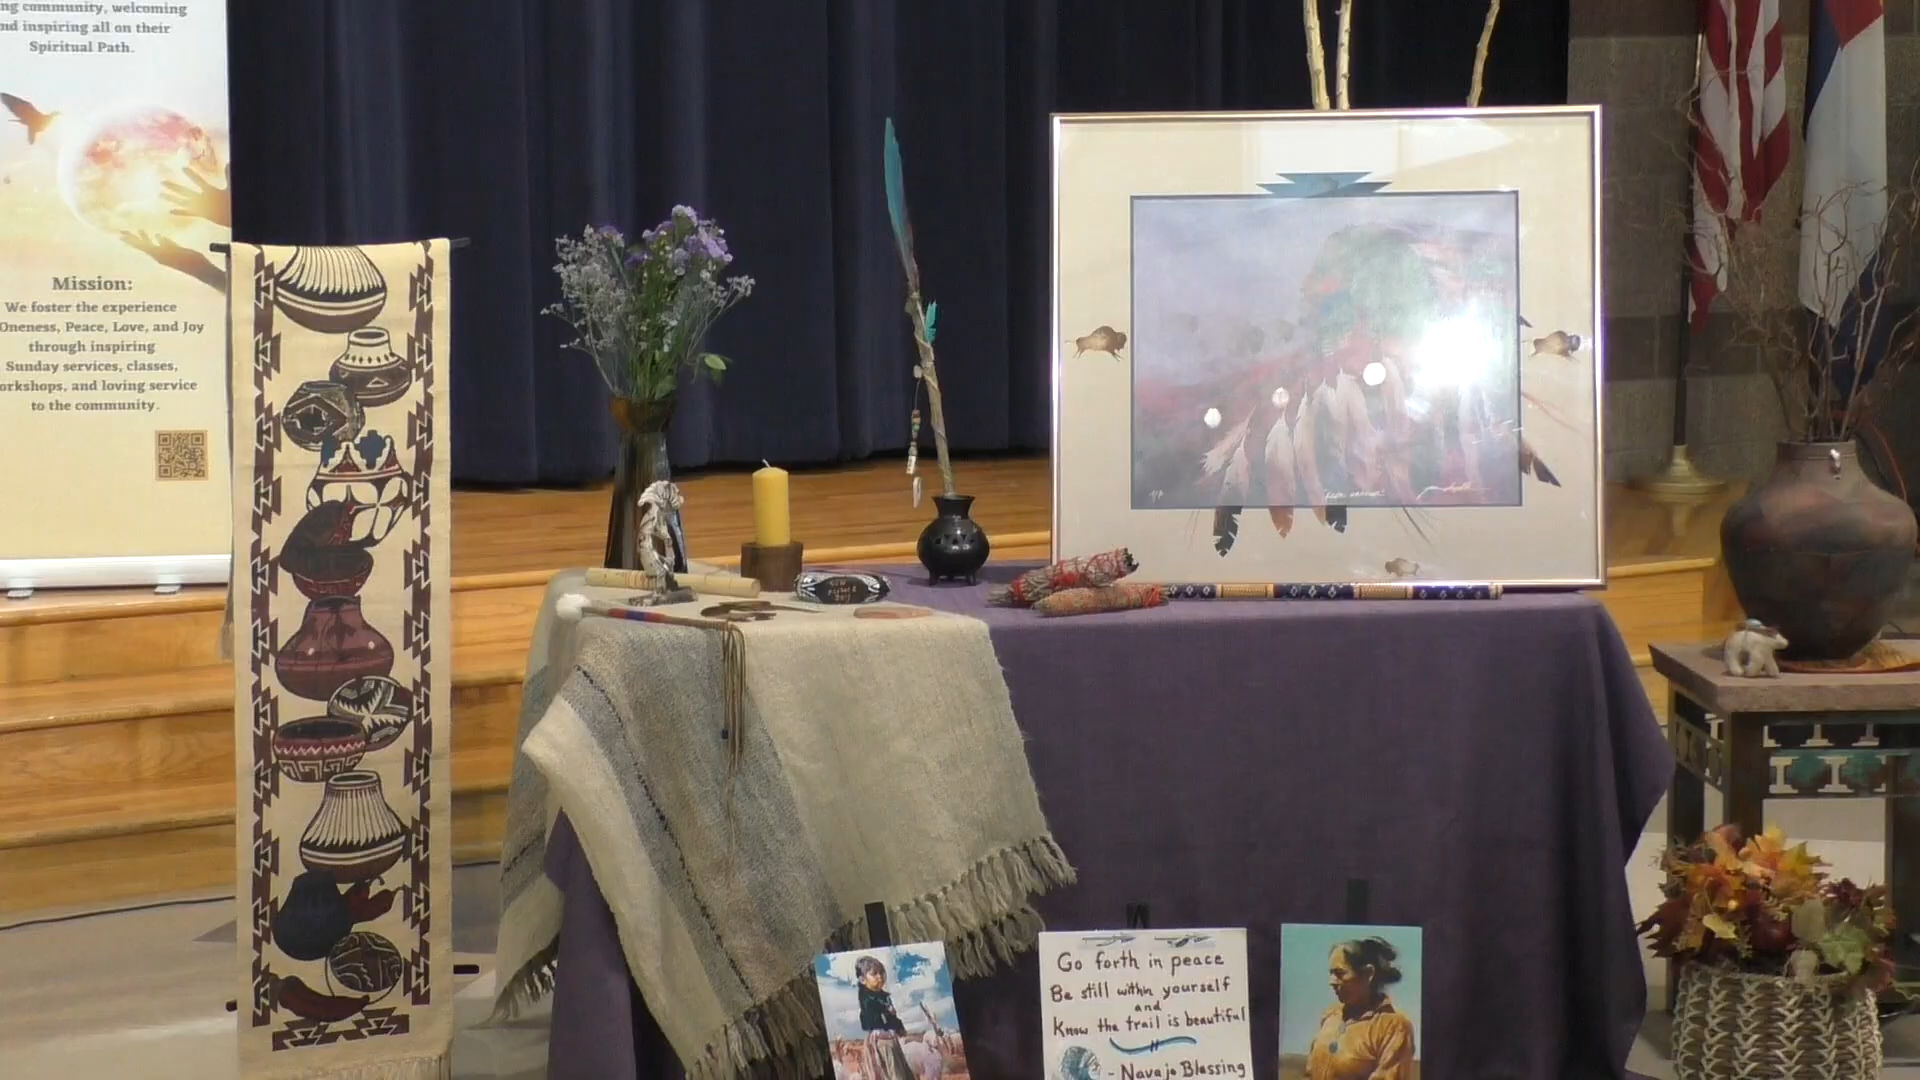 ng community, welcoming
nd inspiring all on their
Spiritual Path.
Mission:
We foster the experience
Oneness, Peace, Love, and Joy
through inspiring
Sunday services, classes,
orkshops, and loving service
to the community.
Go forth in peace
Be still within yourself
and
Know the trail is beautiful
- Navajo Blessing